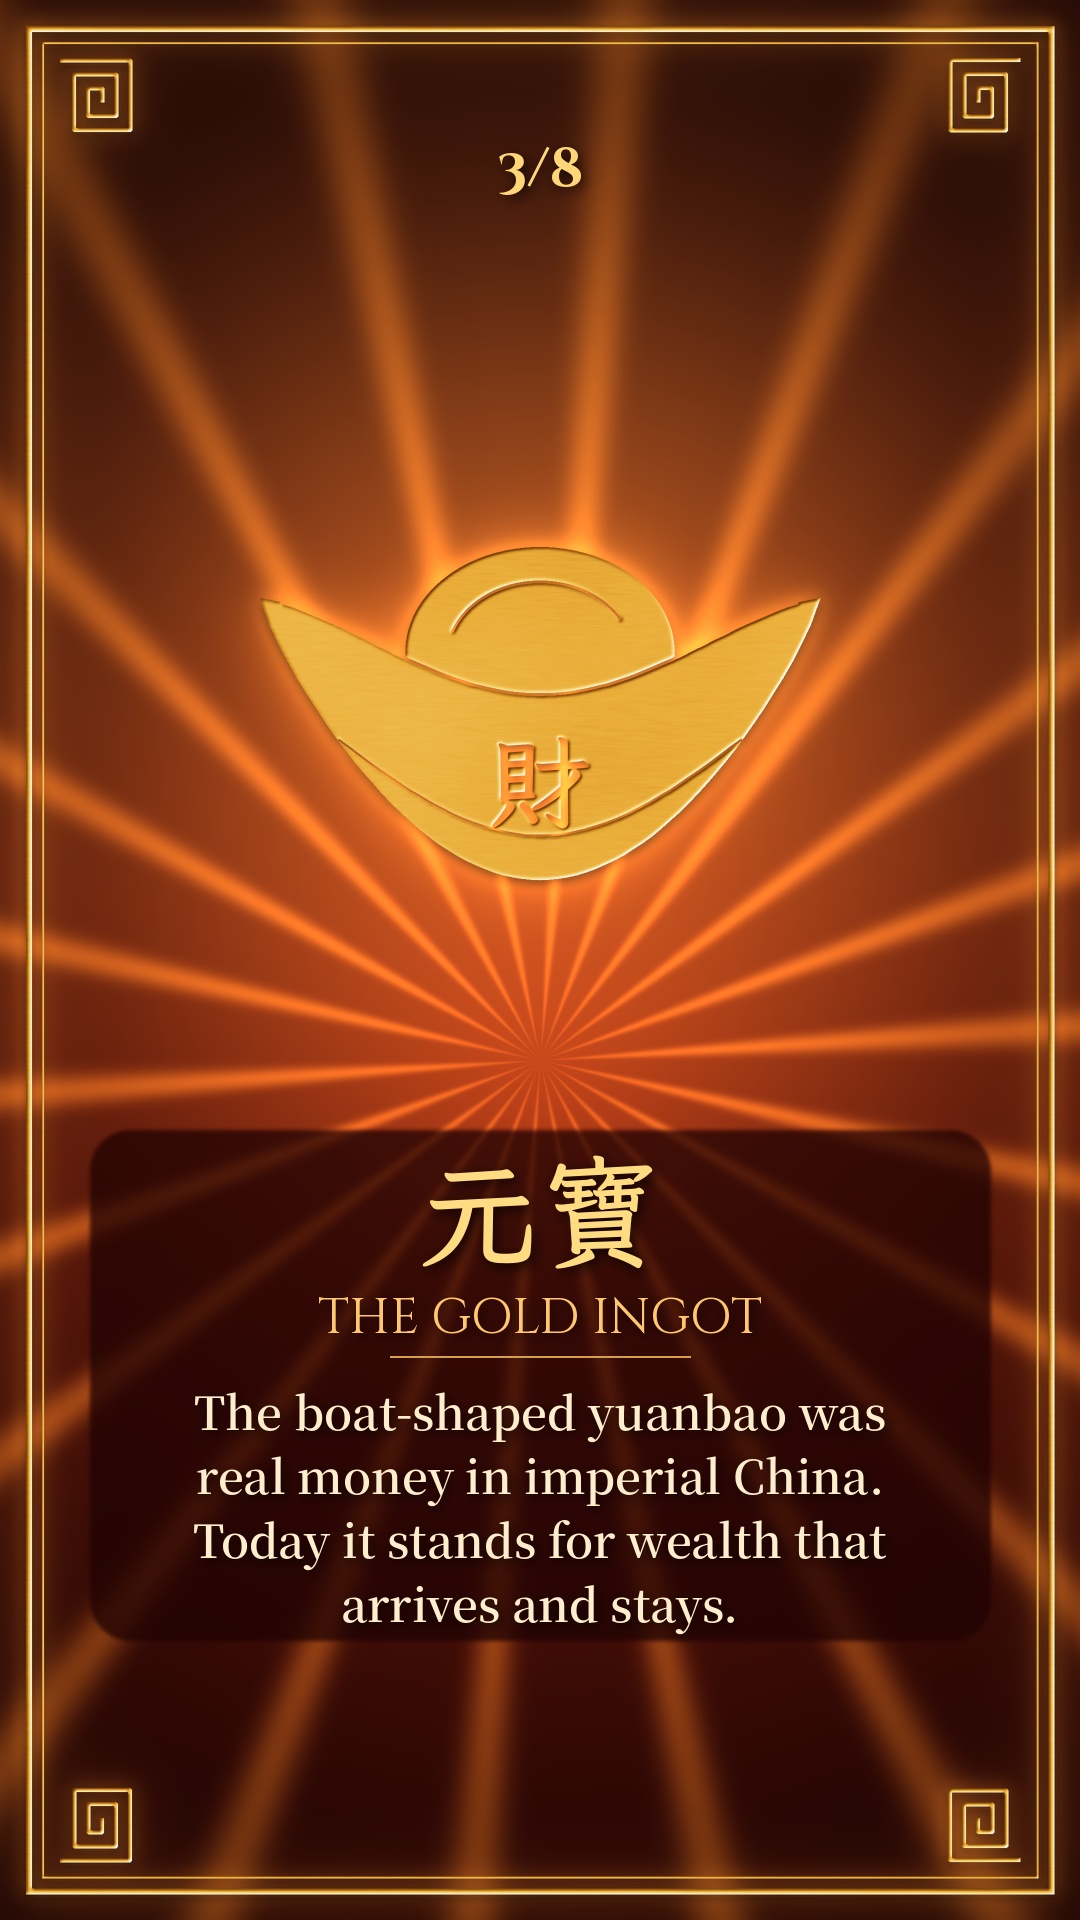 3/8
財
元寶
THE GOLD INGOT
The boat-shaped yuanbao was
real money in imperial China.
Today it stands for wealth that
arrives and stays.